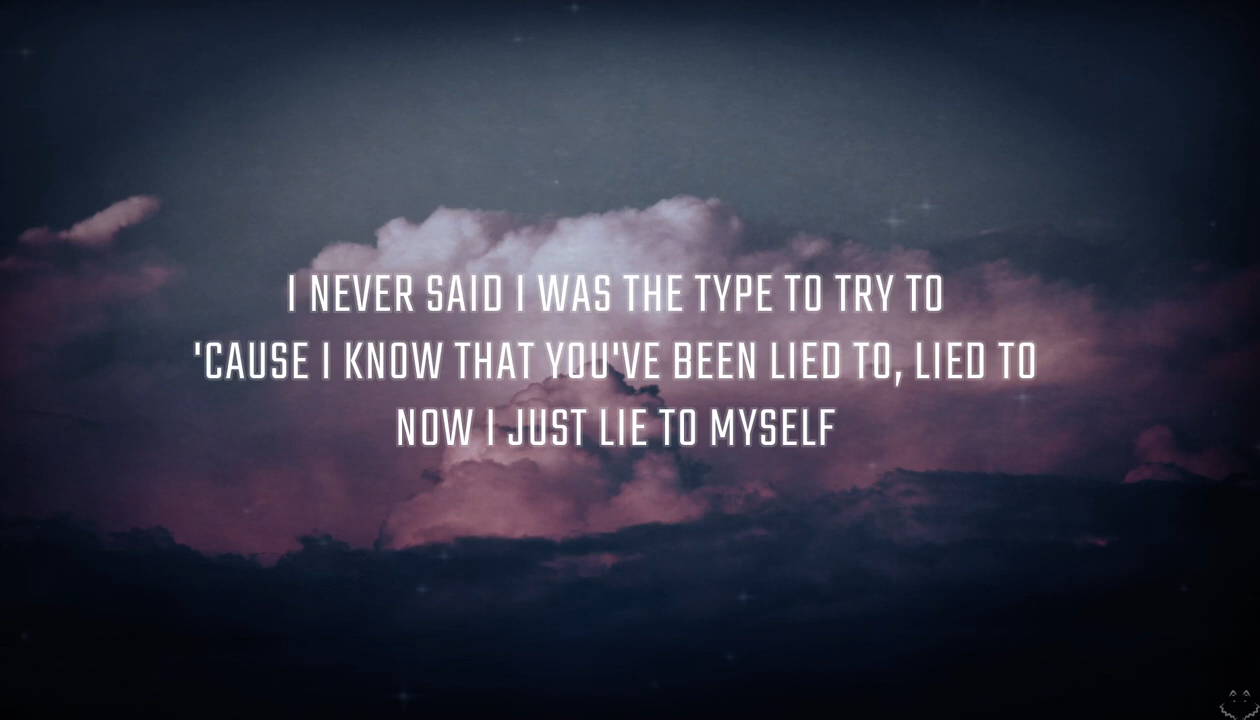 I NEVER SAID I WAS THE TYPE TO TRY TO
'CAUSE I KNOW THAT YOU'VE BEEN LIED TO, LIED TO
NOW I JUST LIE TO MYSELF